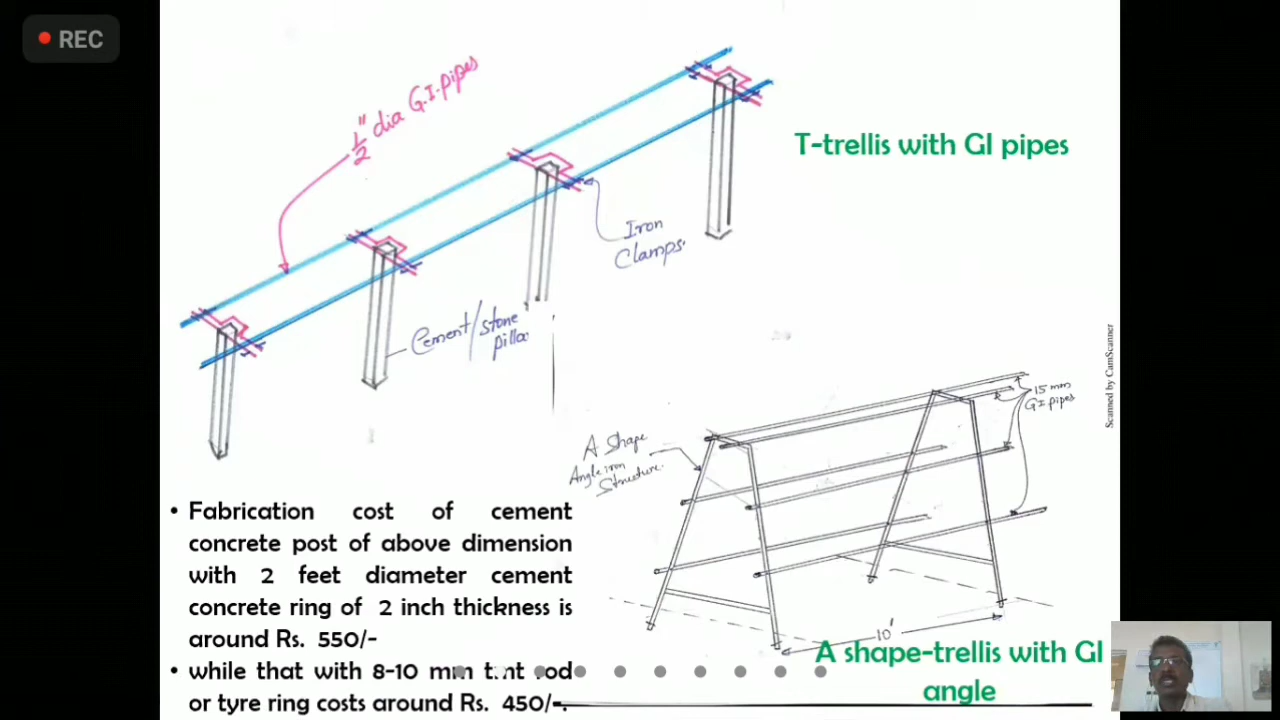 REC
1/2" dia G.I. pipes
T-trellis with GI pipes
Iron
Clamps.
Cement/stone
Scanned by CamScanner
15 mm
G.I. pipes
A Shape
Angle iron
Structure.
• Fabrication cost of cement
concrete post of above dimension
with 2 feet diameter cement
concrete ring of 2 inch thickness is
around Rs. 550/-
• while that with 8-10 mm
or tyre ring costs around Rs. 450/-.
10'
A shape-trellis with GI
angle